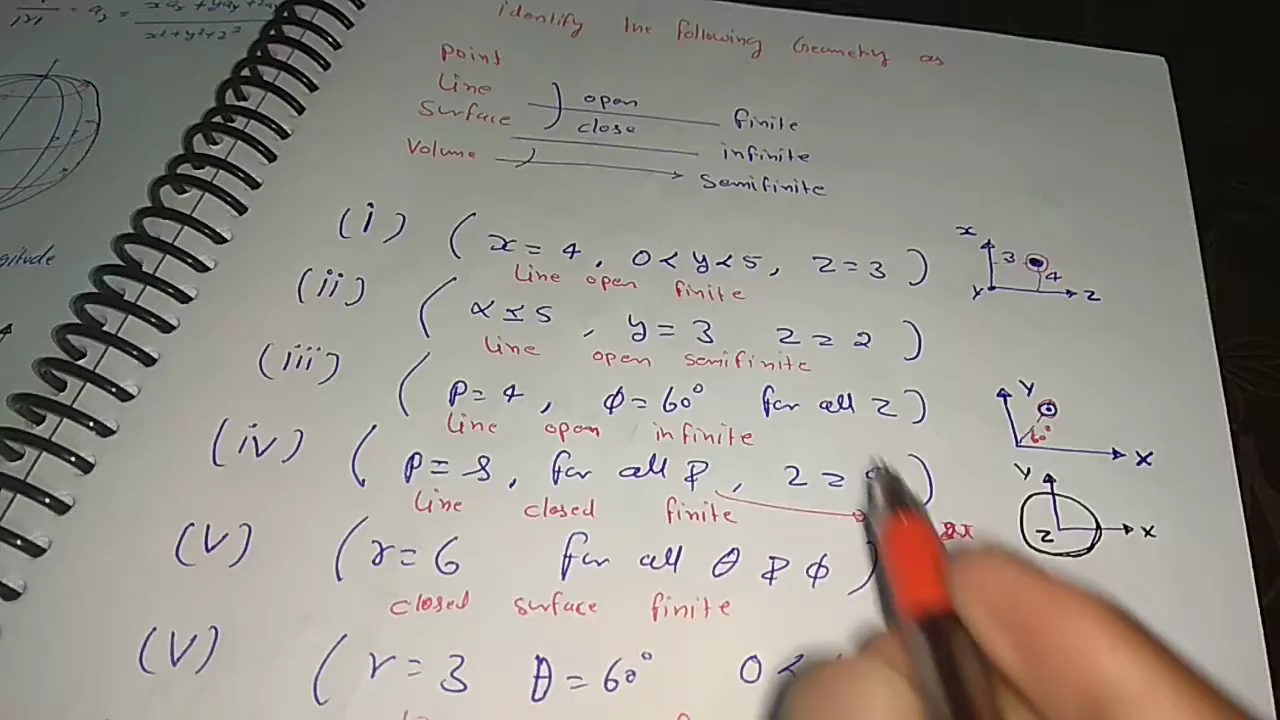 Identify the following Geometry as
Point
Line
Surface open close finite
Volume infinite
Semifinite
(i) ( x = 4, 0 < y < 5, z = 3 )
Line open finite
(ii) ( α ≤ 5, y = 3 z = 2 )
Line open semifinite
(iii) ( ρ = 4, ϕ = 60° for all z )
Line open infinite
(iv) ( ρ = 8, for all ϕ, z =
Line closed finite
2π
(V) ( r = 6 for all θ & ϕ )
closed surface finite
(V) ( r = 3 θ = 60° 0 <
x 3 4 y z
y 60° x
y z x
gitude